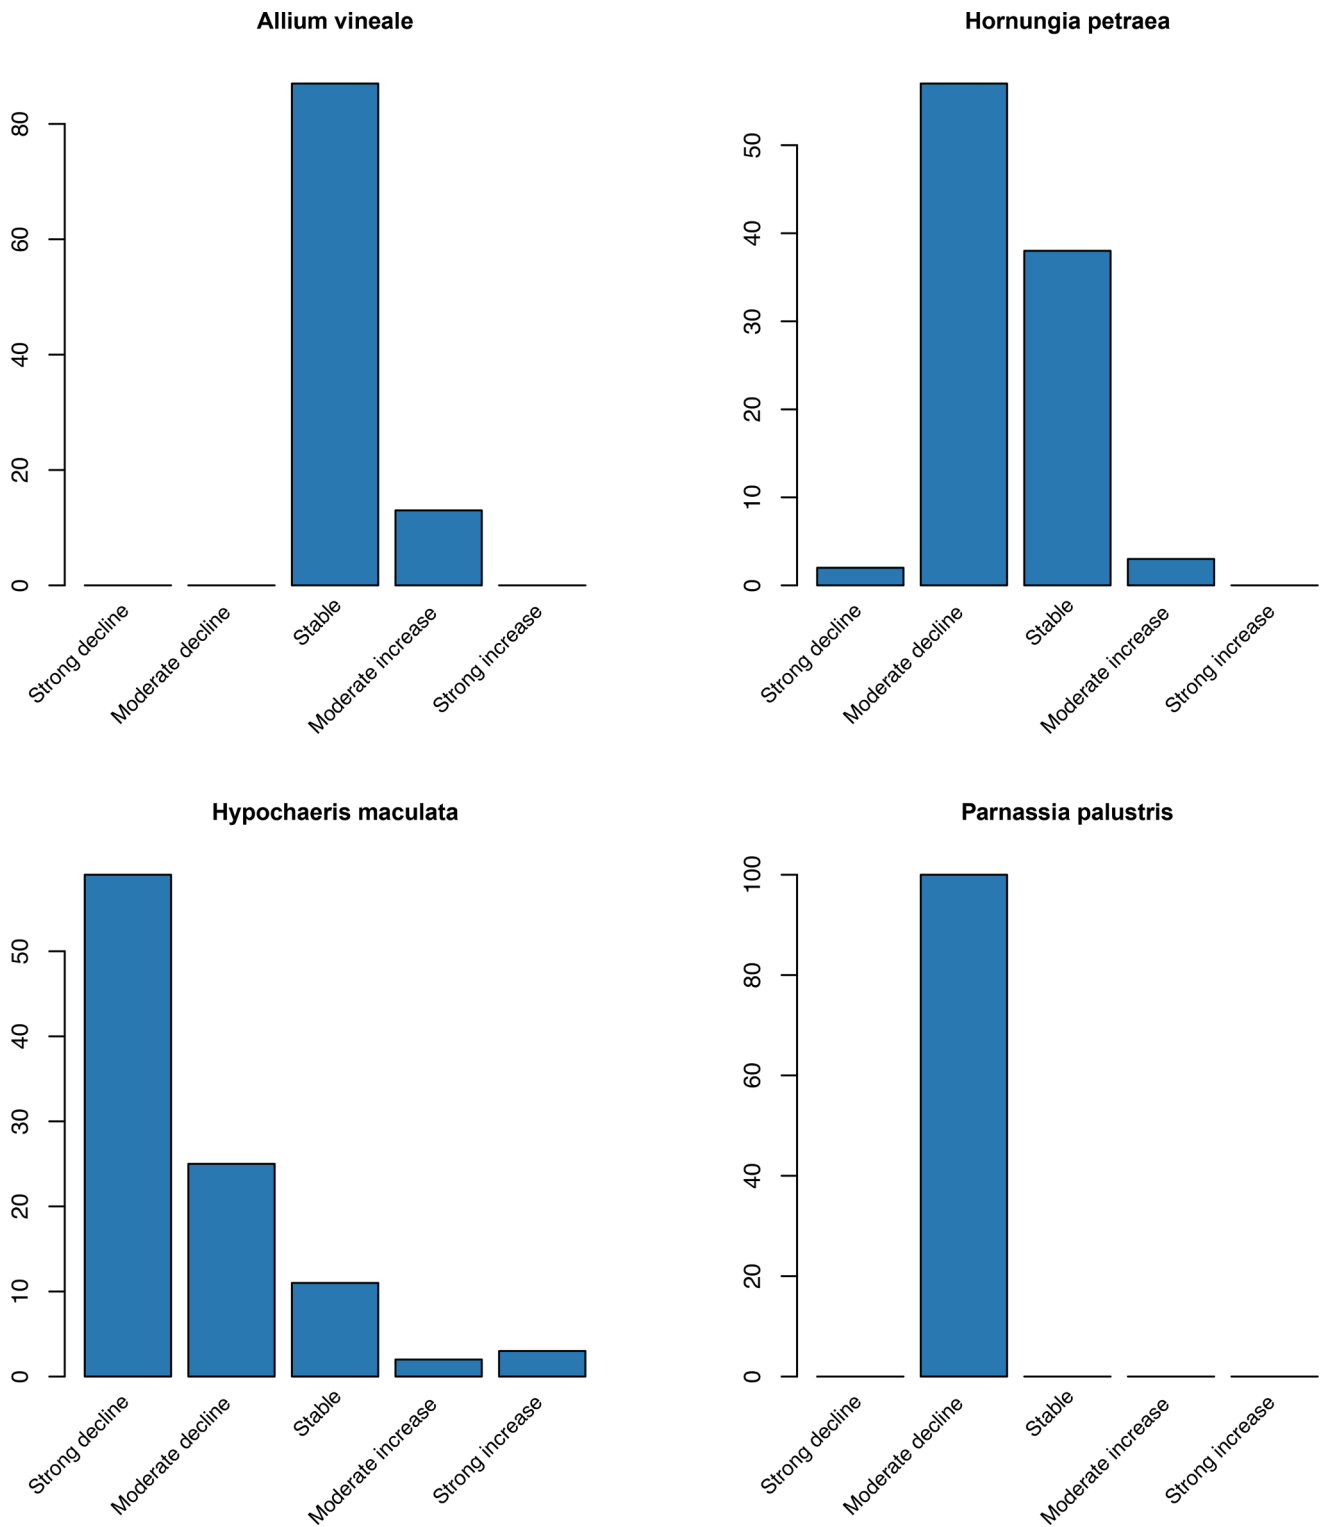 Allium vineale
80
60
40
20
0
Strong decline
Moderate decline
Stable
Moderate increase
Strong increase
Hornungia petraea
50
40
30
20
10
0
Strong decline
Moderate decline
Stable
Moderate increase
Strong increase
Hypochaeris maculata
50
40
30
20
10
0
Strong decline
Moderate decline
Stable
Moderate increase
Strong increase
Parnassia palustris
100
80
60
40
20
0
Strong decline
Moderate decline
Stable
Moderate increase
Strong increase